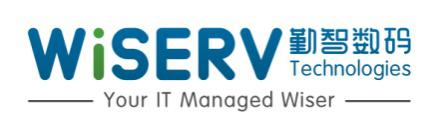 WiSERV 勤智数码
Technologies
Your IT Managed Wiser